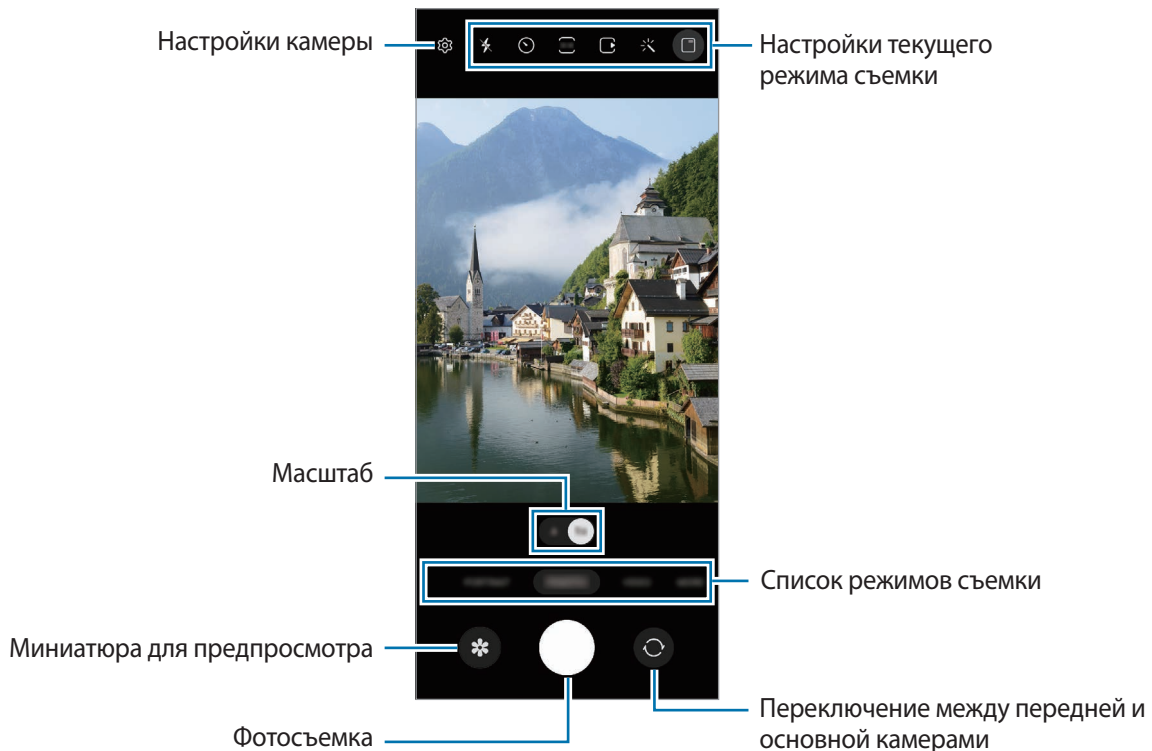 Настройки камеры
Настройки текущего
режима съемки
Масштаб
Список режимов съемки
Миниатюра для предпросмотра
Фотосъемка
Переключение между передней и
основной камерами